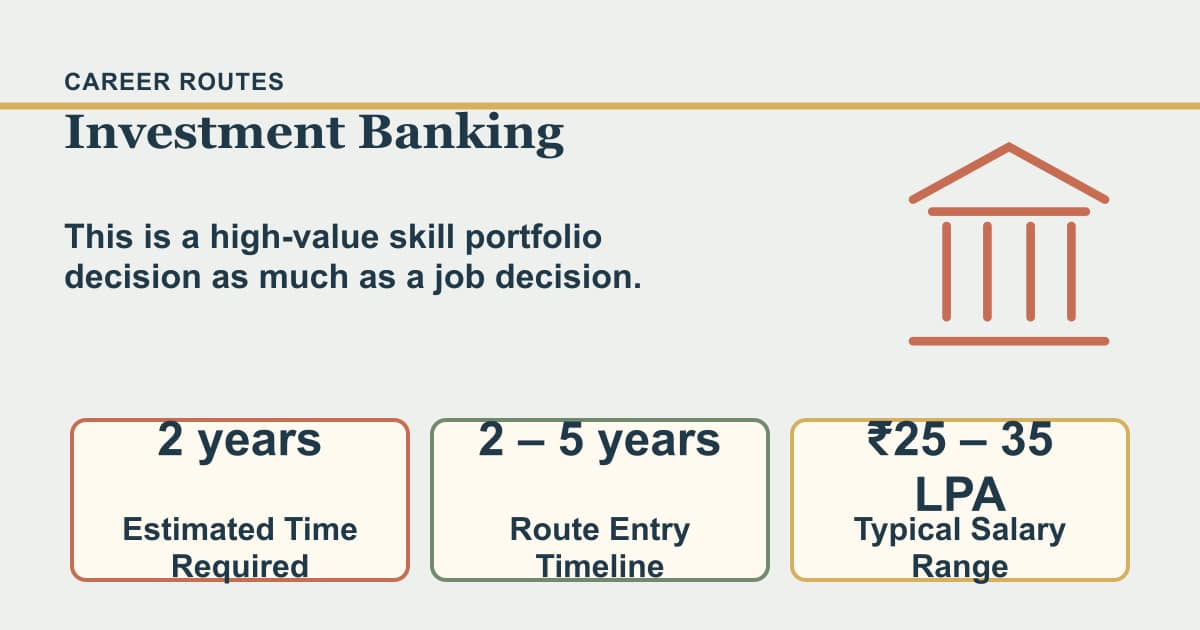 CAREER ROUTES
Investment Banking
This is a high-value skill portfolio
decision as much as a job decision.
2 years
Estimated Time
Required
2 – 5 years
Route Entry
Timeline
₹25 – 35
LPA
Typical Salary
Range